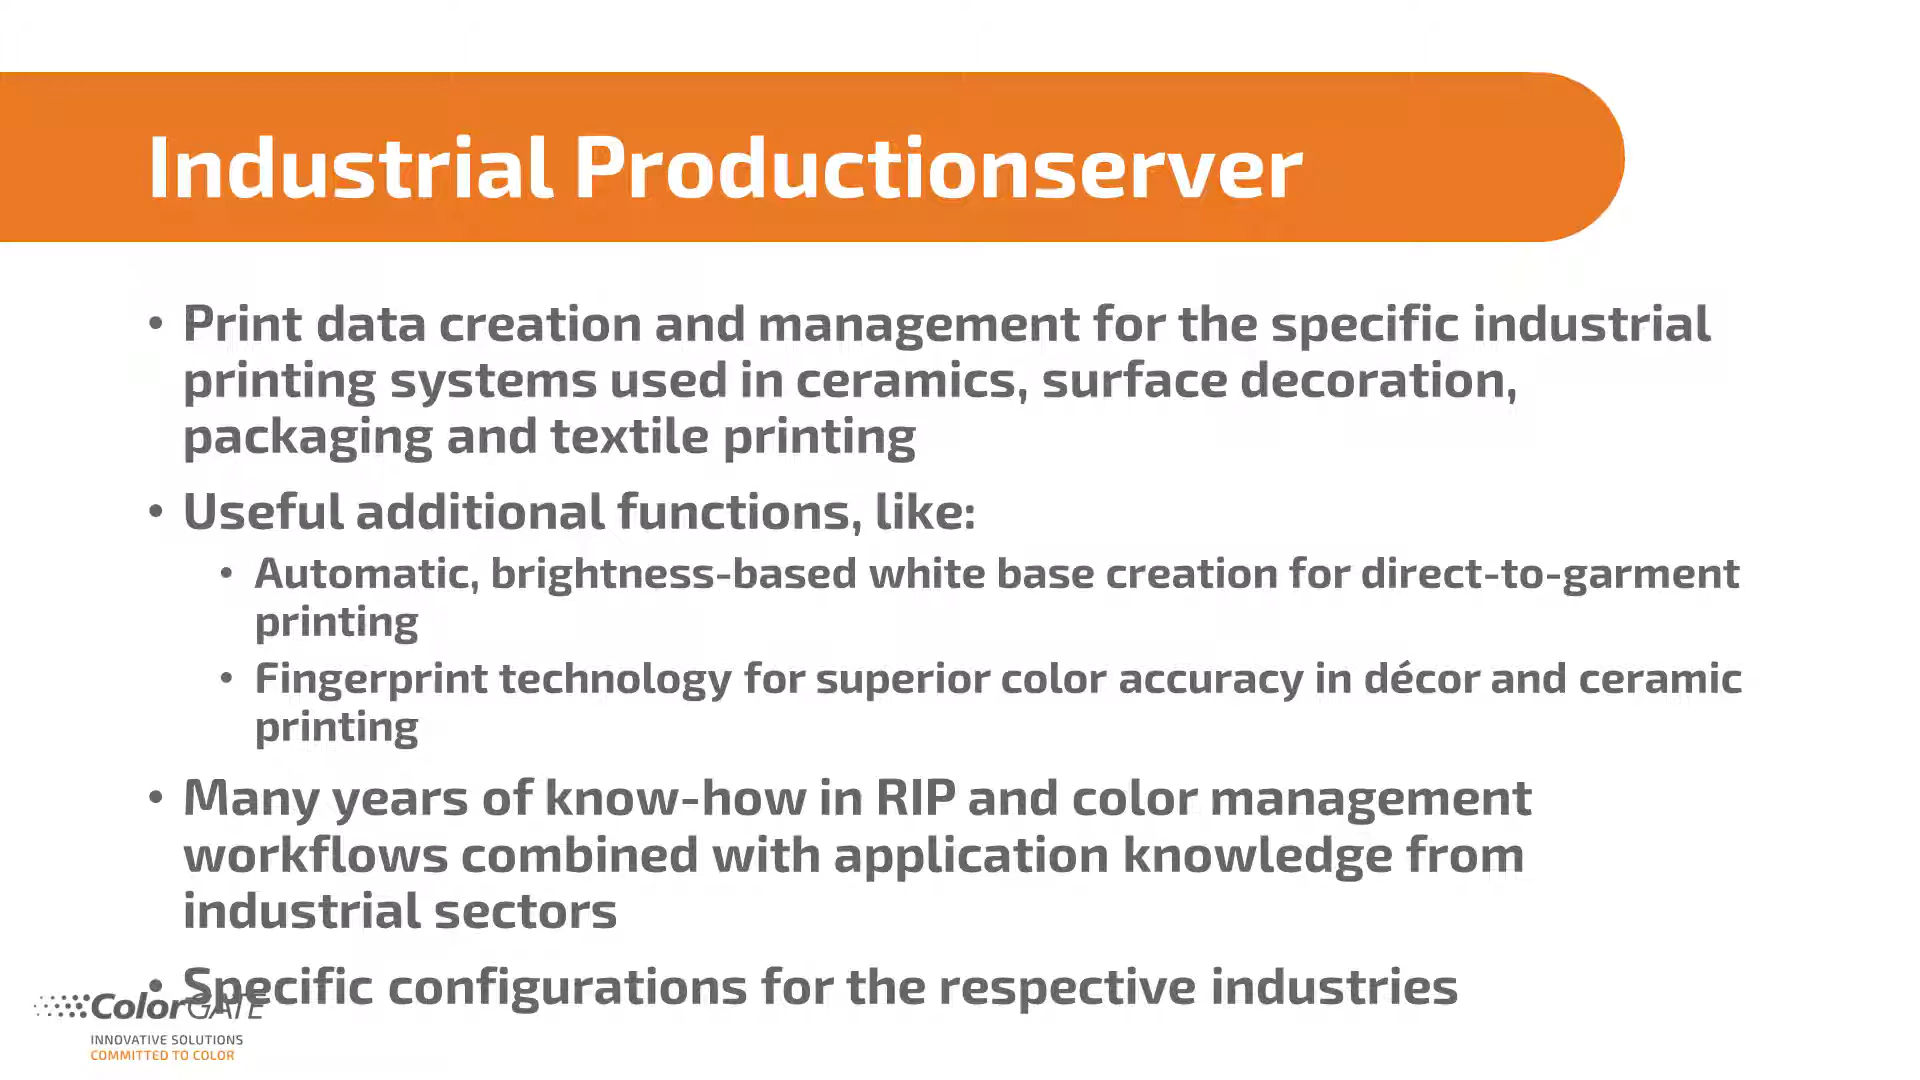 Industrial Productionserver
• Print data creation and management for the specific industrial
printing systems used in ceramics, surface decoration,
packaging and textile printing
• Useful additional functions, like:
• Automatic, brightness-based white base creation for direct-to-garment
printing
• Fingerprint technology for superior color accuracy in décor and ceramic
printing
• Many years of know-how in RIP and color management
workflows combined with application knowledge from
industrial sectors
• Specific configurations for the respective industries
ColorGATE
INNOVATIVE SOLUTIONS
COMMITTED TO COLOR